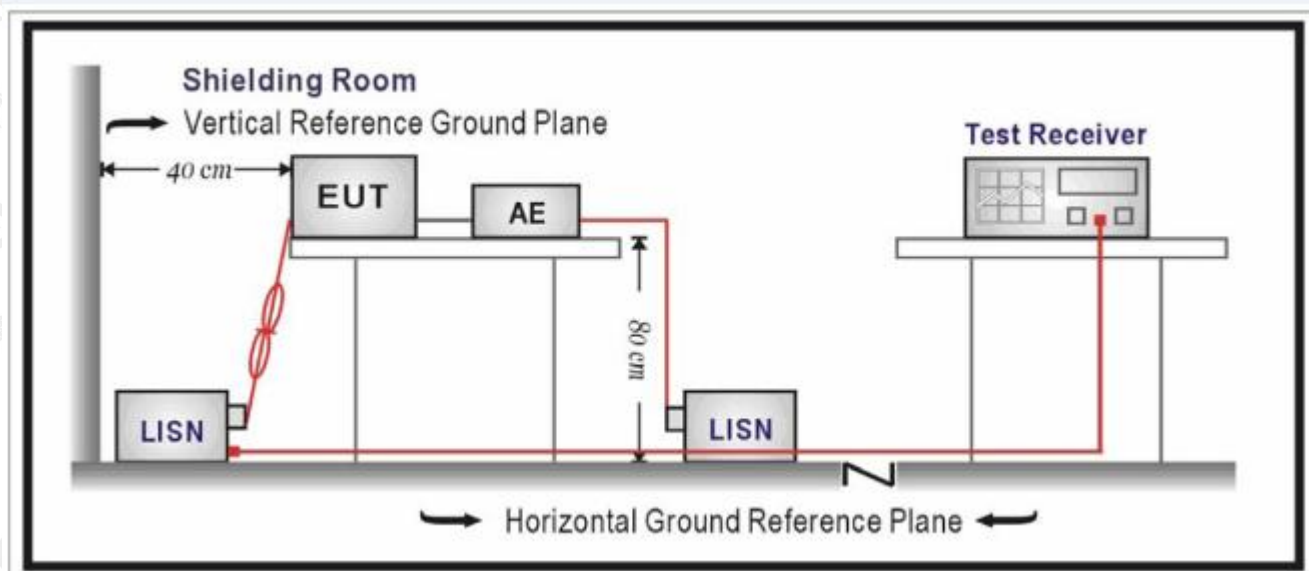 Shielding Room
Vertical Reference Ground Plane
Test Receiver
40 cm
EUT
AE
80 cm
LISN
LISN
Horizontal Ground Reference Plane